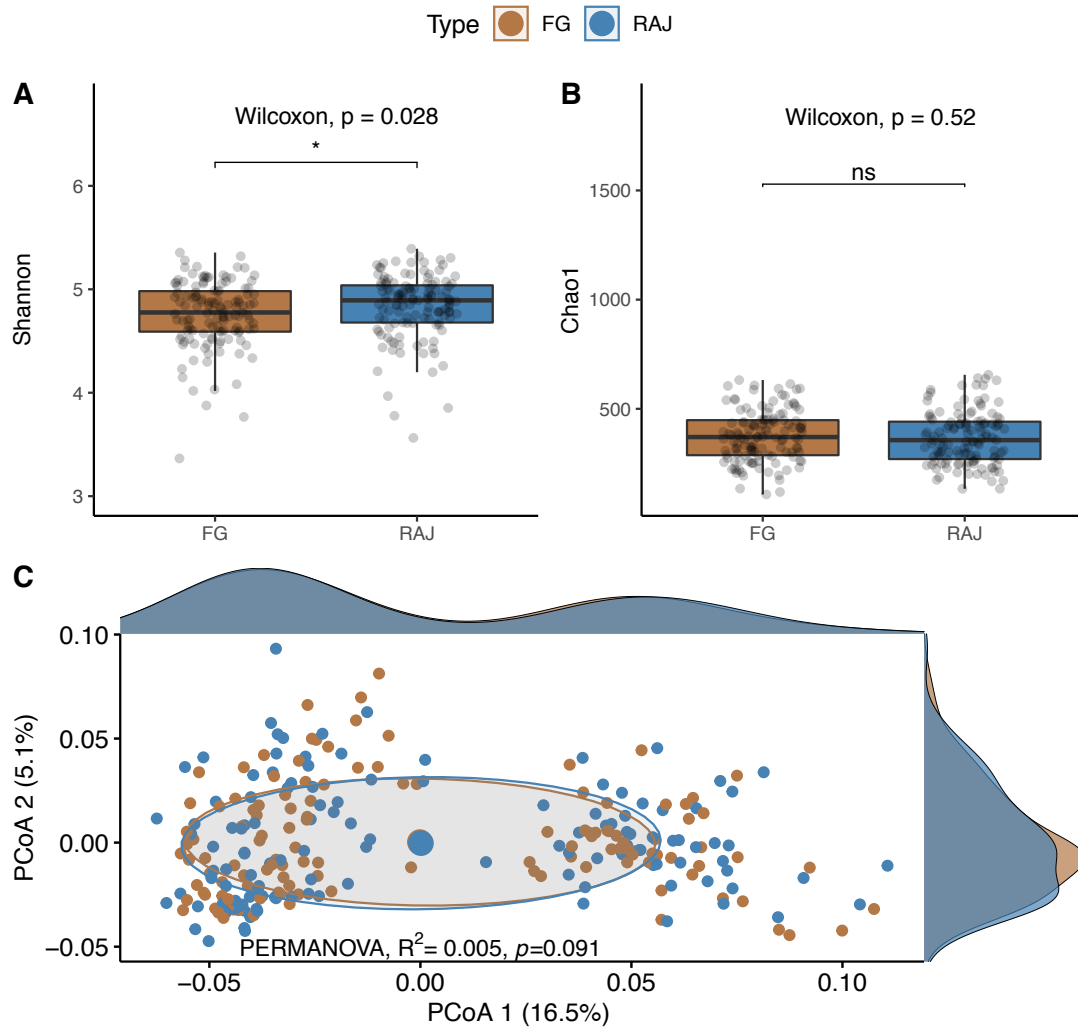 Type FG RAJ
A
Wilcoxon, p = 0.028
*
6
5
4
3
Shannon
FG RAJ
B
Wilcoxon, p = 0.52
ns
1500
1000
500
Chao1
FG RAJ
C
0.10
0.05
0.00
−0.05
PCoA 2 (5.1%)
PERMANOVA, R²= 0.005, p=0.091
−0.05 0.00 0.05 0.10
PCoA 1 (16.5%)